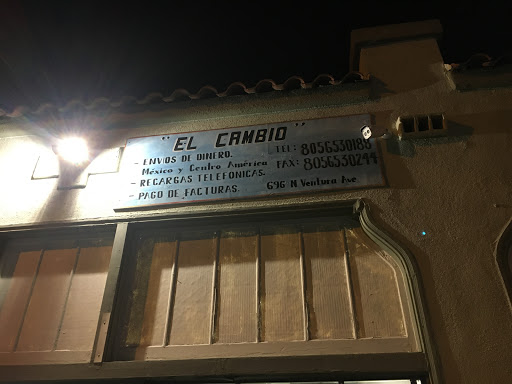 "EL CAMBIO"
- ENVIOS DE DINERO. TEL: 8056530188
México y Centro América FAX: 8056530244
- RECARGAS TELEFONICAS.
- PAGO DE FACTURAS. 696 N Ventura Ave.